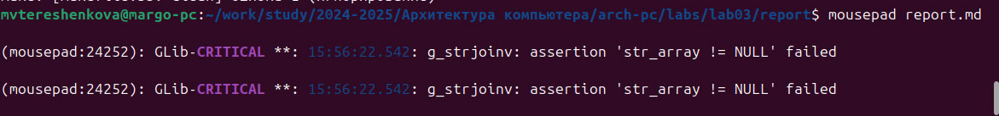 mvtereshenkova@margo-pc:~/work/study/2024-2025/Архитектура компьютера/arch-pc/labs/lab03/report$ mousepad report.md
(mousepad:24252): GLib-CRITICAL **: 15:56:22.542: g_strjoinv: assertion 'str_array != NULL' failed
(mousepad:24252): GLib-CRITICAL **: 15:56:22.542: g_strjoinv: assertion 'str_array != NULL' failed